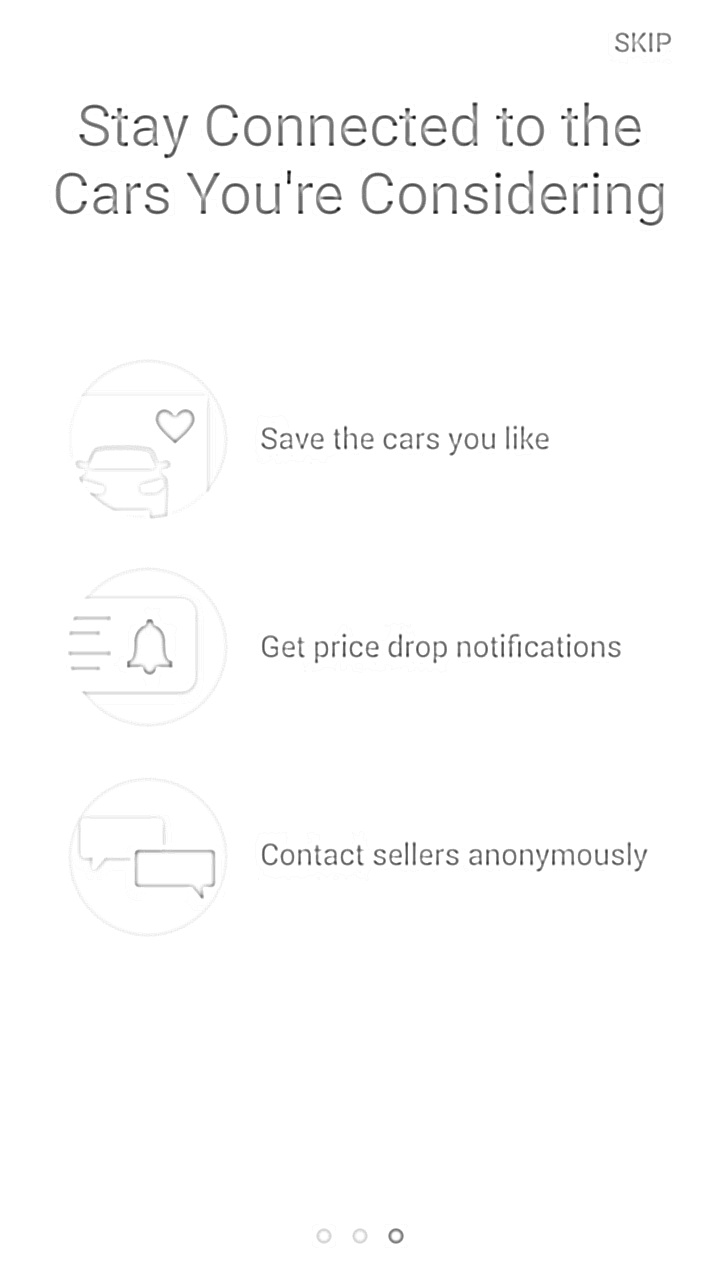 SKIP
Stay Connected to the
Cars You're Considering
Save the cars you like
Get price drop notifications
Contact sellers anonymously